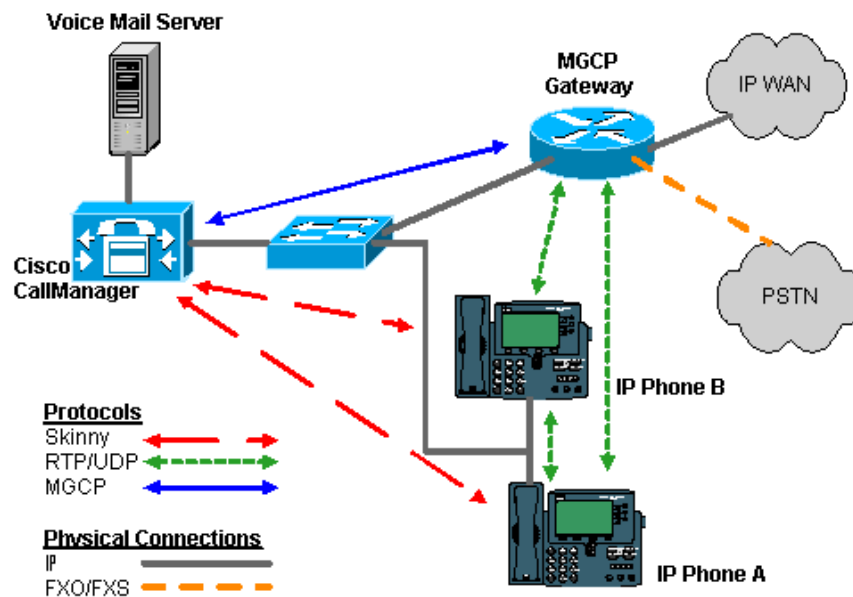 Voice Mail Server
MGCP
Gateway
IP WAN
Cisco
CallManager
PSTN
IP Phone B
Protocols
Skinny
RTP/UDP
MGCP
Physical Connections
IP
FXO/FXS
IP Phone A